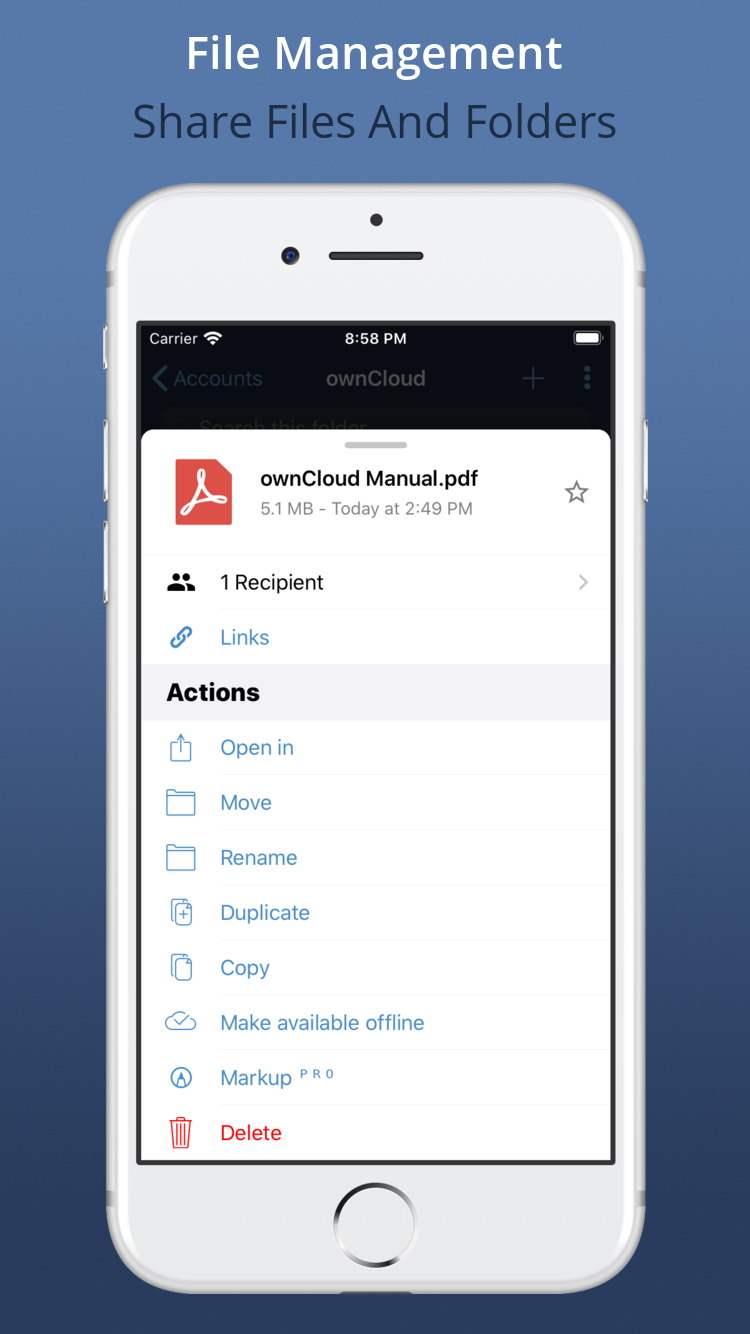 File Management
Share Files And Folders
Carrier 8:58 PM
Accounts ownCloud
Search this folder
ownCloud Manual.pdf
5.1 MB - Today at 2:49 PM
1 Recipient
Links
Actions
Open in
Move
Rename
Duplicate
Copy
Make available offline
Markup PRO
Delete